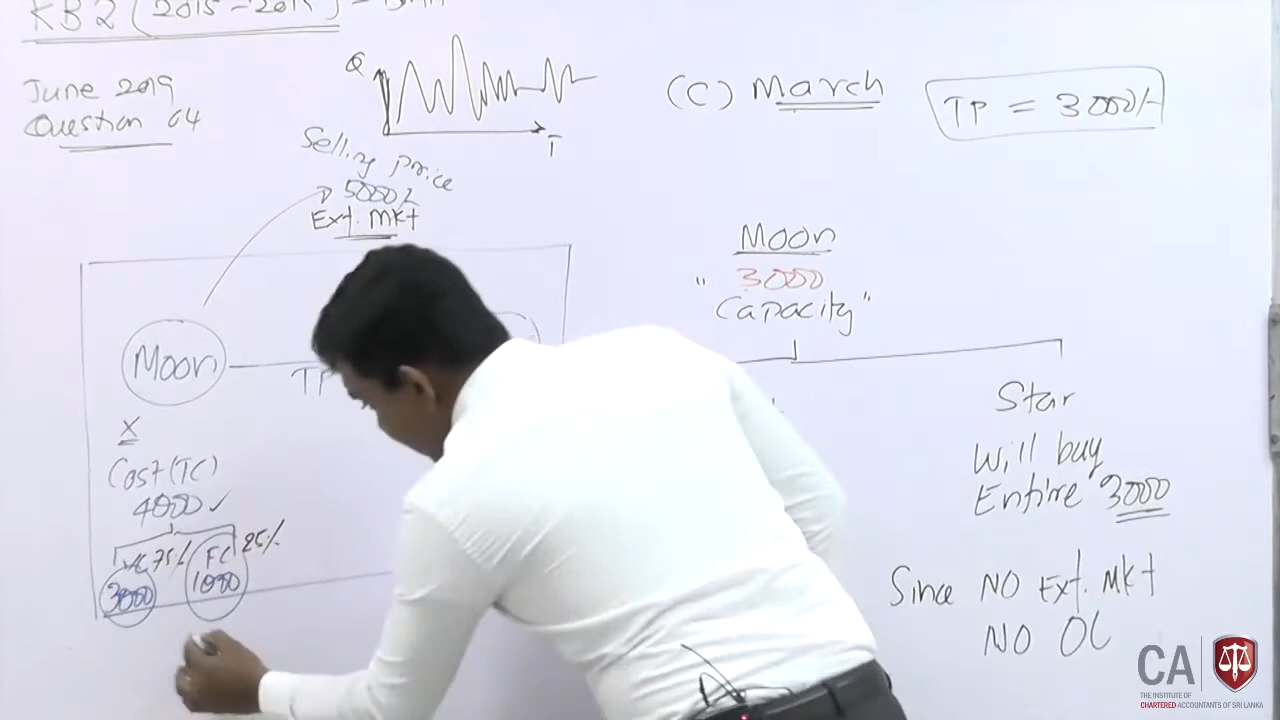 KB2 (2015-2019) -
June 2019
Question 04
Q
T
Selling price
5000/-
Ext. Mkt
(C) March
TP = 3000/-
Moon
TP
X
Cost (TC)
4000 ✓
VC 75%
FC 25%
3000
1000
Moon
" 3000
Capacity "
Star
Will buy
Entire 3000
Since NO Ext. Mkt
NO OC
CA
THE INSTITUTE OF
CHARTERED ACCOUNTANTS OF SRI LANKA